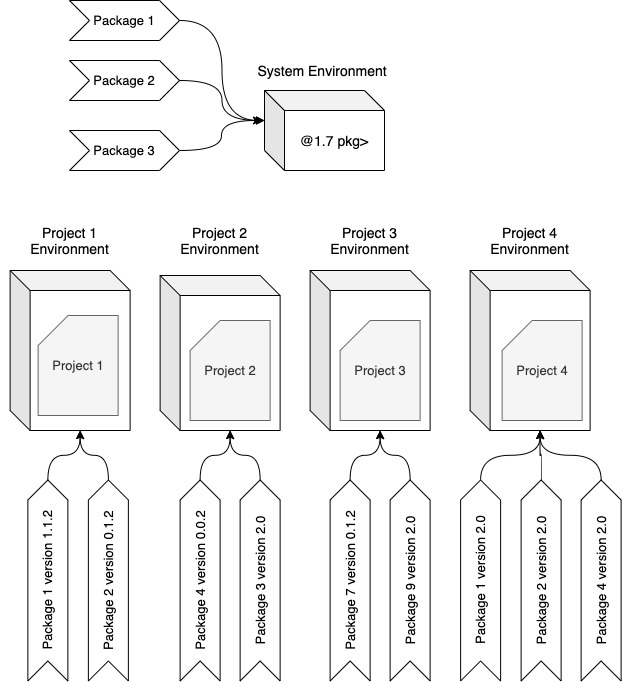 Package 1
Package 2
Package 3
System Environment
@1.7 pkg>
Project 1
Environment
Project 2
Environment
Project 3
Environment
Project 4
Environment
Project 1
Project 2
Project 3
Project 4
Package 1 version 1.1.2
Package 2 version 0.1.2
Package 4 version 0.0.2
Package 3 version 2.0
Package 7 version 0.1.2
Package 9 version 2.0
Package 1 version 2.0
Package 2 version 2.0
Package 4 version 2.0